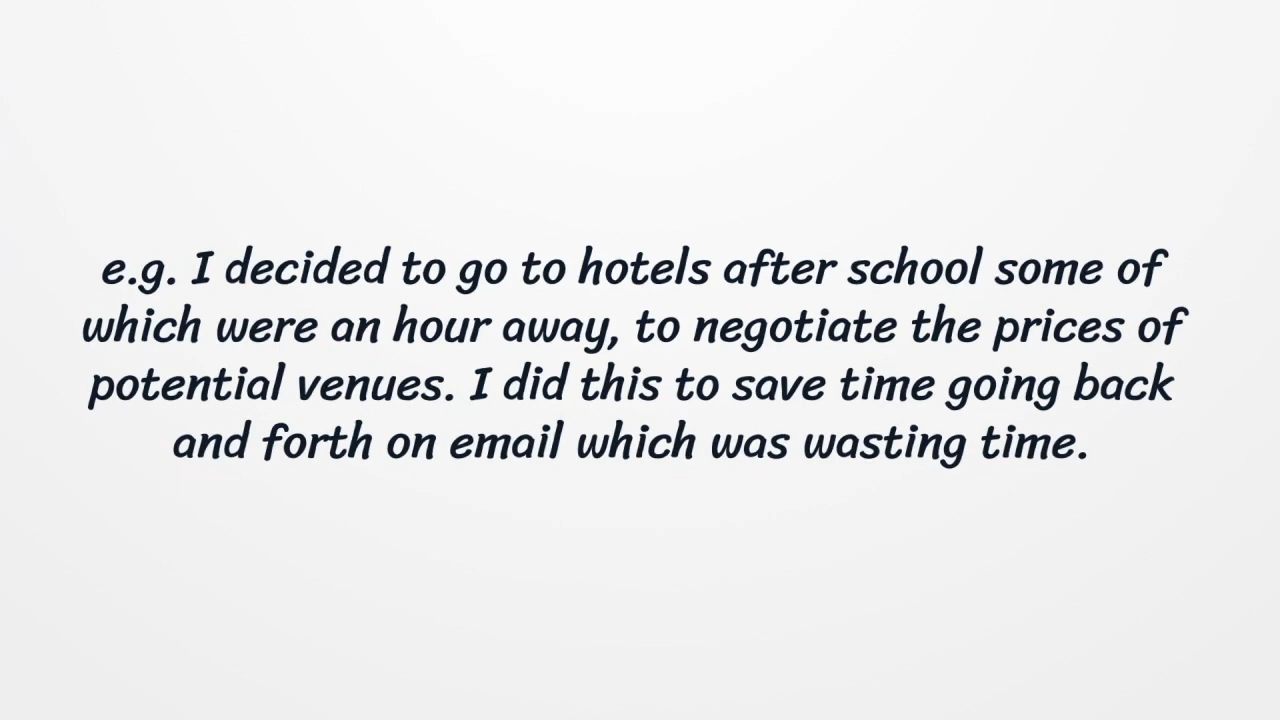 e.g. I decided to go to hotels after school some of
which were an hour away, to negotiate the prices of
potential venues. I did this to save time going back
and forth on email which was wasting time.